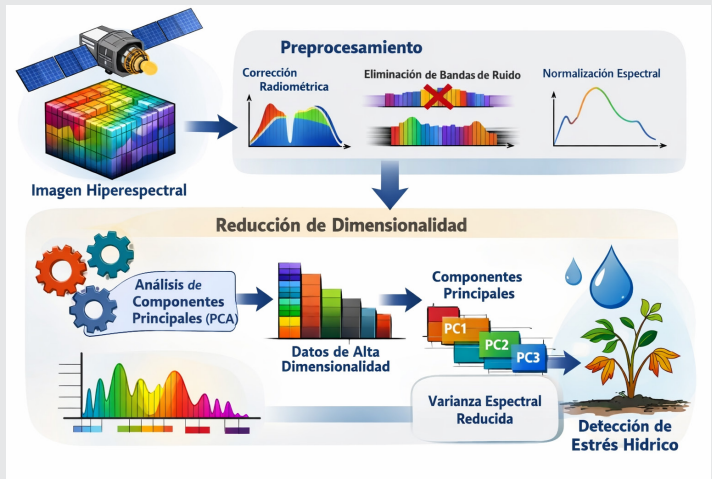 Preprocesamiento
Corrección
Radiométrica
Eliminación de Bandas de Ruido
Normalización Espectral
Imagen Hiperespectral
Reducción de Dimensionalidad
Análisis de
Componentes
Principales (PCA)
Datos de Alta
Dimensionalidad
Componentes
Principales
PC1
PC2
PC3
Varianza Espectral
Reducida
Detección de
Estrés Hidrico